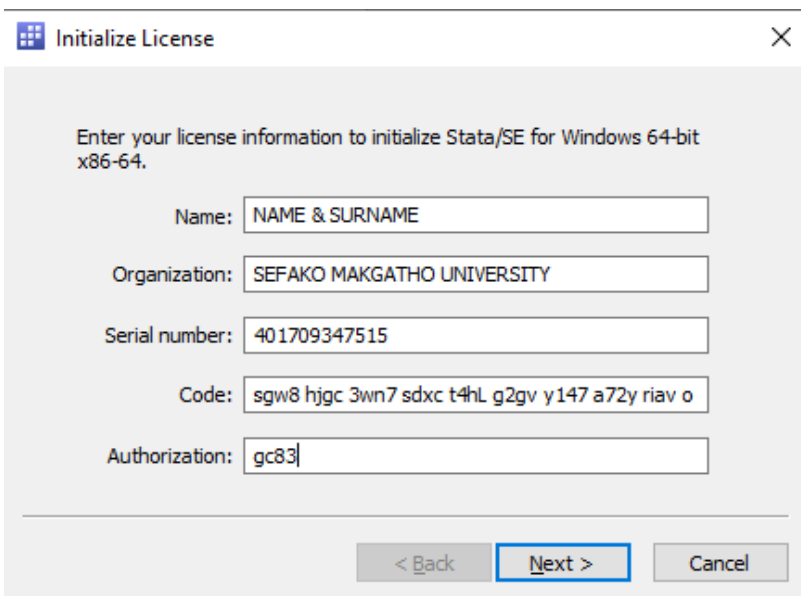 Initialize License
Enter your license information to initialize Stata/SE for Windows 64-bit
x86-64.
Name: NAME & SURNAME
Organization: SEFAKO MAKGATHO UNIVERSITY
Serial number: 401709347515
Code: sgw8 hjgc 3wn7 sdxc t4hL g2gv y147 a72y riav o
Authorization: gc83
< Back Next > Cancel